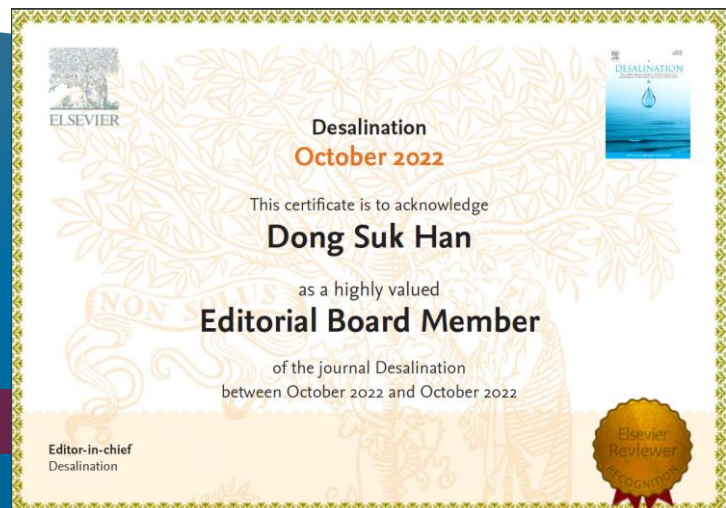 ELSEVIER
DESALINATION
Desalination
October 2022
This certificate is to acknowledge
Dong Suk Han
as a highly valued
Editorial Board Member
NON SOLUS
of the journal Desalination
between October 2022 and October 2022
Editor-in-chief
Desalination
Elsevier
Reviewer
RECOGNITION